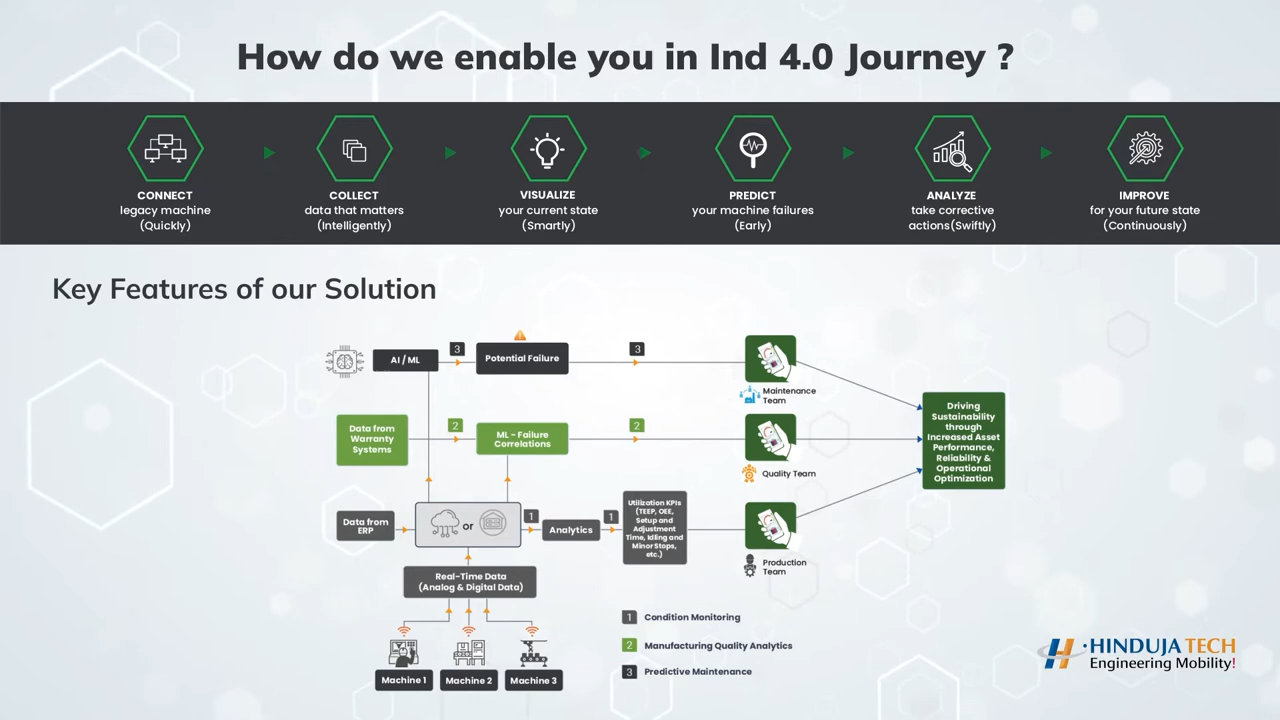 How do we enable you in Ind 4.0 Journey ?
CONNECT
legacy machine
(Quickly)
COLLECT
data that matters
(Intelligently)
VISUALIZE
your current state
(Smartly)
PREDICT
your machine failures
(Early)
ANALYZE
take corrective
actions(Swiftly)
IMPROVE
for your future state
(Continuously)
Key Features of our Solution
AI / ML
3
Potential Failure
3
Maintenance
Team
Data from
Warranty
Systems
2
ML - Failure
Correlations
2
Quality Team
Driving
Sustainability
through
Increased Asset
Performance,
Reliability &
Operational
Optimization
Data from
ERP
or
1
Analytics
1
Utilization KPIs
(TEEP, OEE,
Setup and
Adjustment
Time, Idling and
Minor Stops,
etc.)
Production
Team
Real-Time Data
(Analog & Digital Data)
Machine 1
Machine 2
Machine 3
1 Condition Monitoring
2 Manufacturing Quality Analytics
3 Predictive Maintenance
HINDUJA TECH
Engineering Mobility!